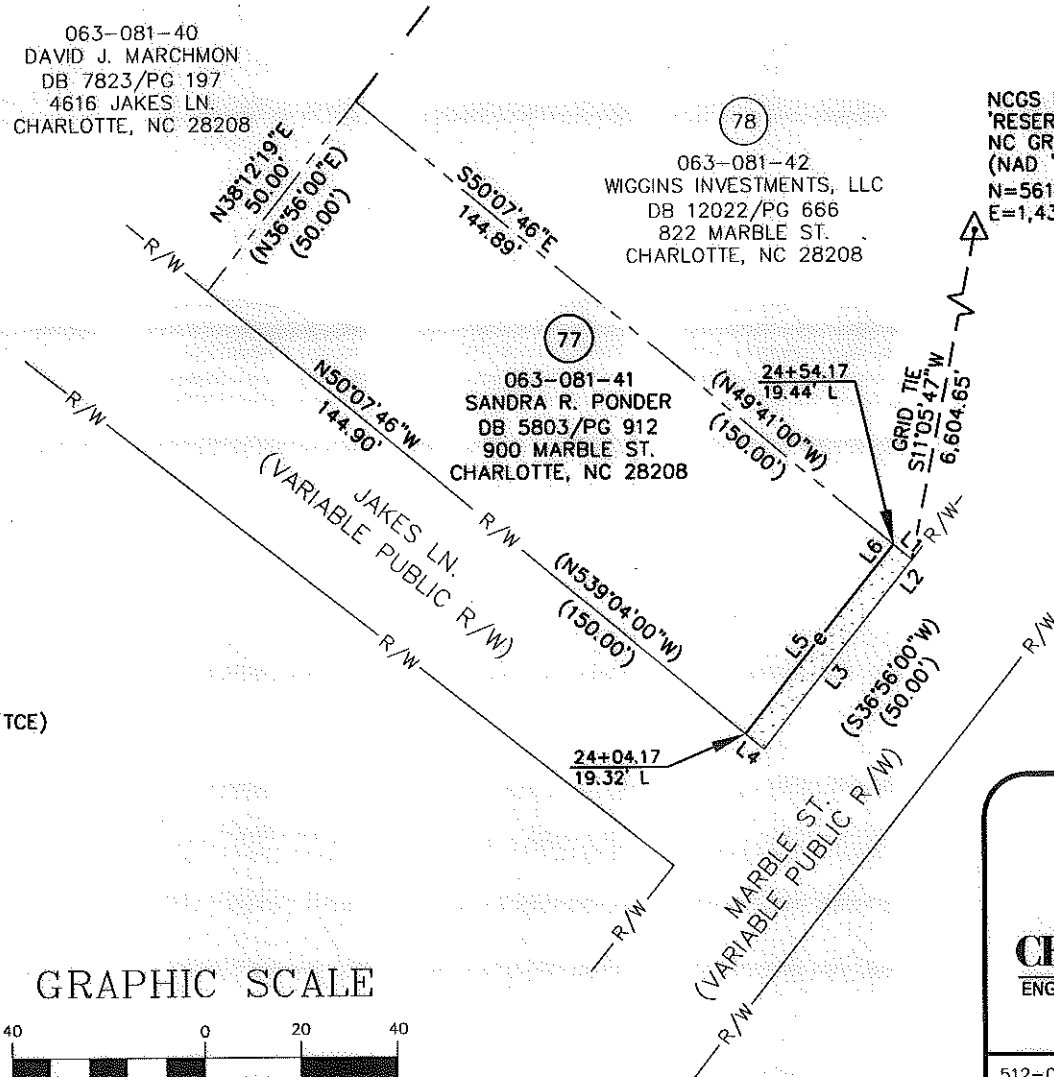 063-081-40
DAVID J. MARCHMON
DB 7823/PG 197
4616 JAKES LN.
CHARLOTTE, NC 28208
N38°12'19"E
50.00'
(N36°56'00"E)
(50.00')
S50°07'46"E
144.89'
78
063-081-42
WIGGINS INVESTMENTS, LLC
DB 12022/PG 666
822 MARBLE ST.
CHARLOTTE, NC 28208
NCGS
'RESER
NC GR
(NAD '
N=561
E=1,43
R/W
R/W
77
063-081-41
SANDRA R. PONDER
DB 5803/PG 912
900 MARBLE ST.
CHARLOTTE, NC 28208
N50°07'46"W
144.90'
(N49°41'00"W)
(150.00')
24+54.17
19.44' L
GRID TIE
S11°05'47"W
6,604.65'
JAKES LN.
(VARIABLE PUBLIC R/W)
R/W
R/W
(N539°04'00"W)
(150.00')
L6
L1
R/W
L2
L5
e
L3
L4
(S36°56'00"W)
(50.00')
R/W
TCE)
24+04.17
19.32' L
MARBLE ST.
(VARIABLE PUBLIC R/W)
R/W
R/W
GRAPHIC SCALE
40 0 20 40
CH
ENG
512-C